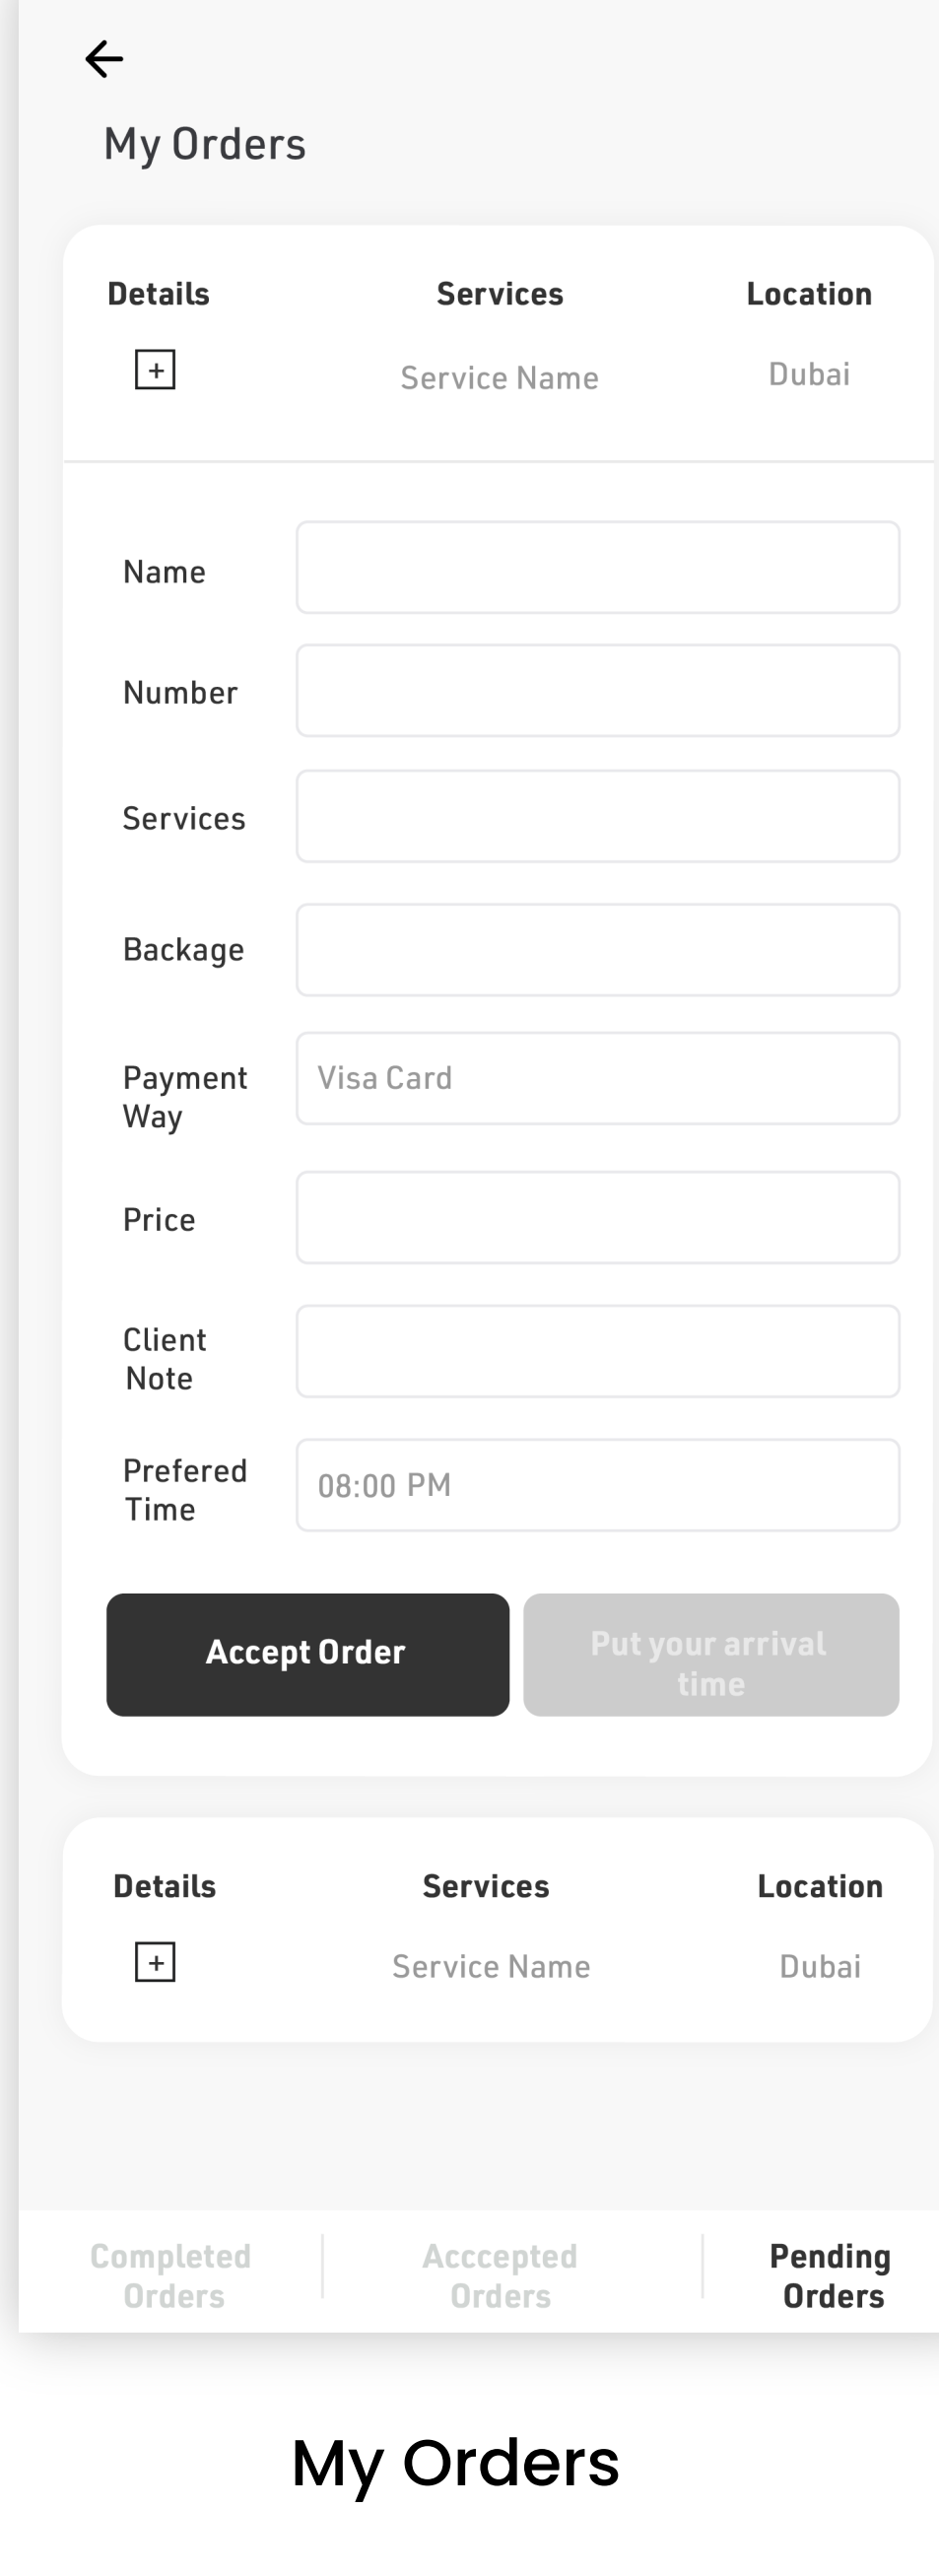 My Orders
Details Services Location
+ Service Name Dubai
Name
Number
Services
Backage
Payment Visa Card
Way
Price
Client
Note
Prefered 08:00 PM
Time
Accept Order
Put your arrival
time
Details Services Location
+ Service Name Dubai
Completed
Orders
Acccepted
Orders
Pending
Orders
My Orders